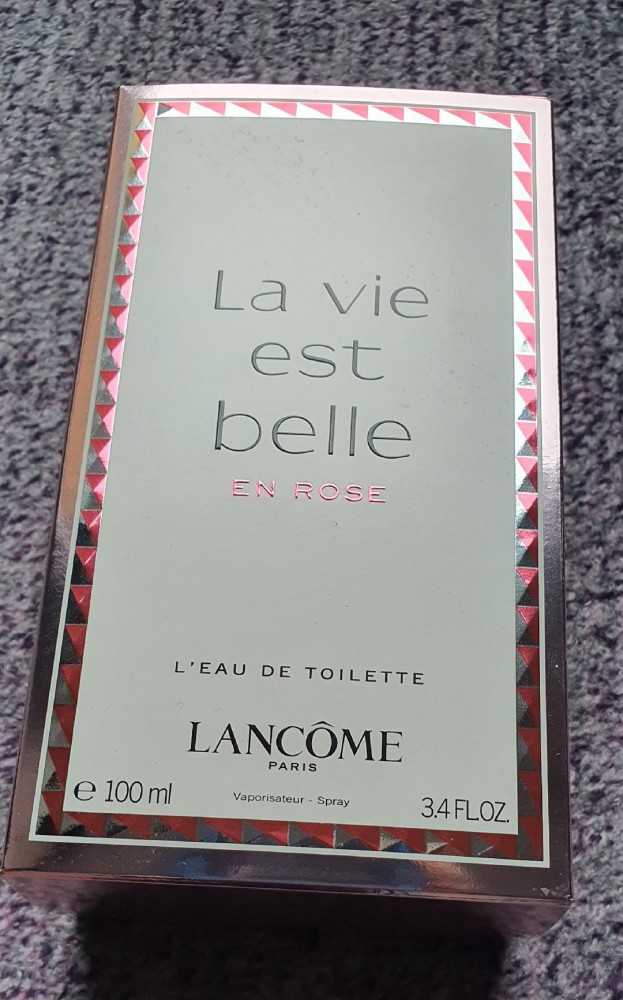 La vie
est
belle
EN ROSE
L'EAU DE TOILETTE
LANCÔME
PARIS
℮ 100 ml Vaporisateur - Spray 3.4 FL.OZ.